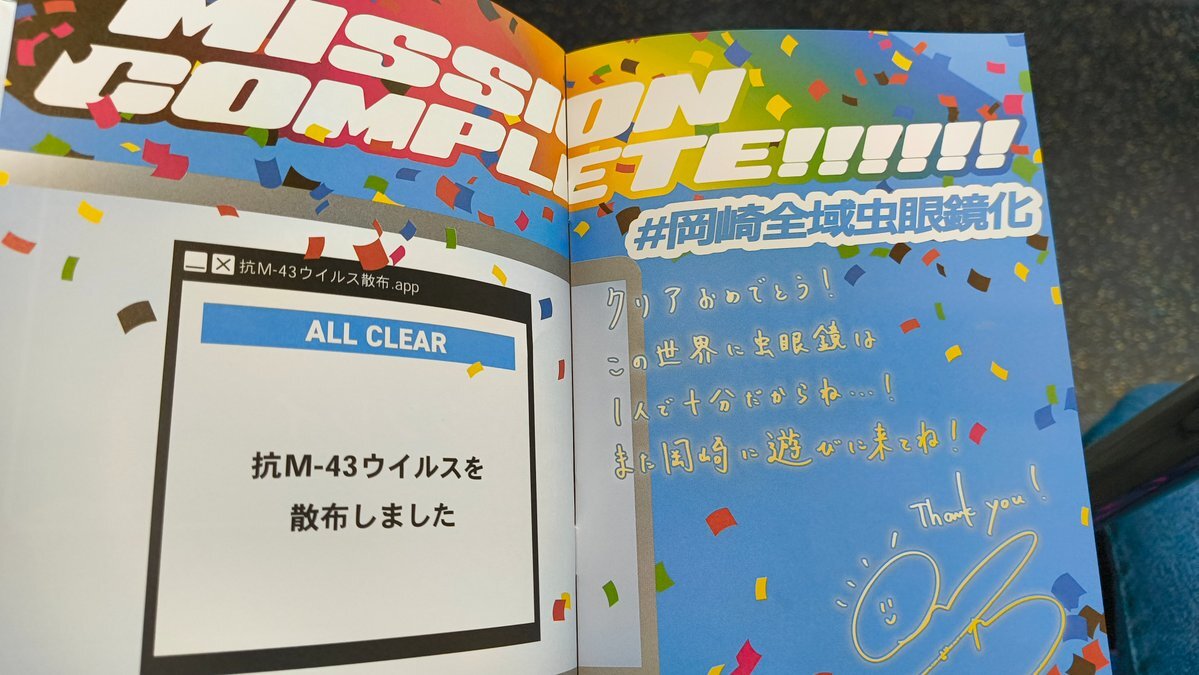 MISSION
COMPLETE!!!!!!!
#岡崎全域虫眼鏡化
抗M-43ウイルス散布.app
ALL CLEAR
抗M-43ウイルスを
散布しました
クリアおめでとう!
この世界に虫眼鏡は
1人で十分だからね…!
また岡崎に遊びに来てね!
Thank you!